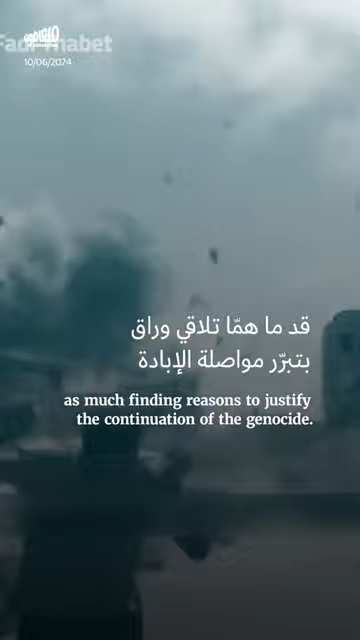 10/06/2024
قد ما همّا تلاقي وراق
بتبرّر مواصلة الإبادة
as much finding reasons to justify
the continuation of the genocide.